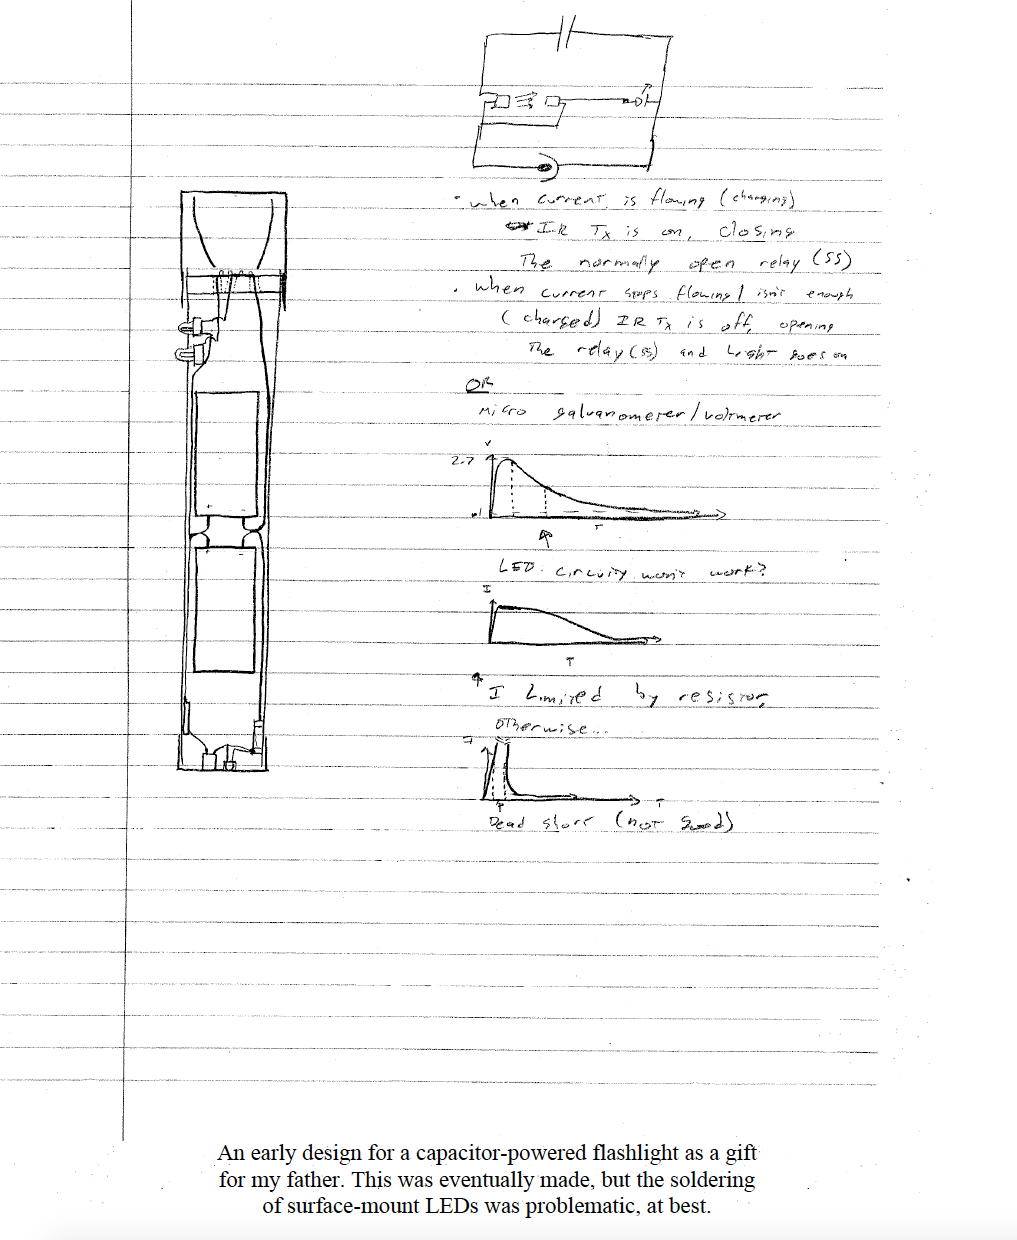 · when current is flowing (charging)
IR Tx is on, closing
The normally open relay (SS)
· when current stops flowing / isn't enough
(charged) IR Tx is off, opening
The relay (SS) and Light goes on
OR
Micro galvanometer/voltmeter
V
2.7
.1
T
LED circuity won't work?
I
T
I Limited by resistor,
OTherwise...
I
T
Dead short (not good)
An early design for a capacitor-powered flashlight as a gift
for my father. This was eventually made, but the soldering
of surface-mount LEDs was problematic, at best.